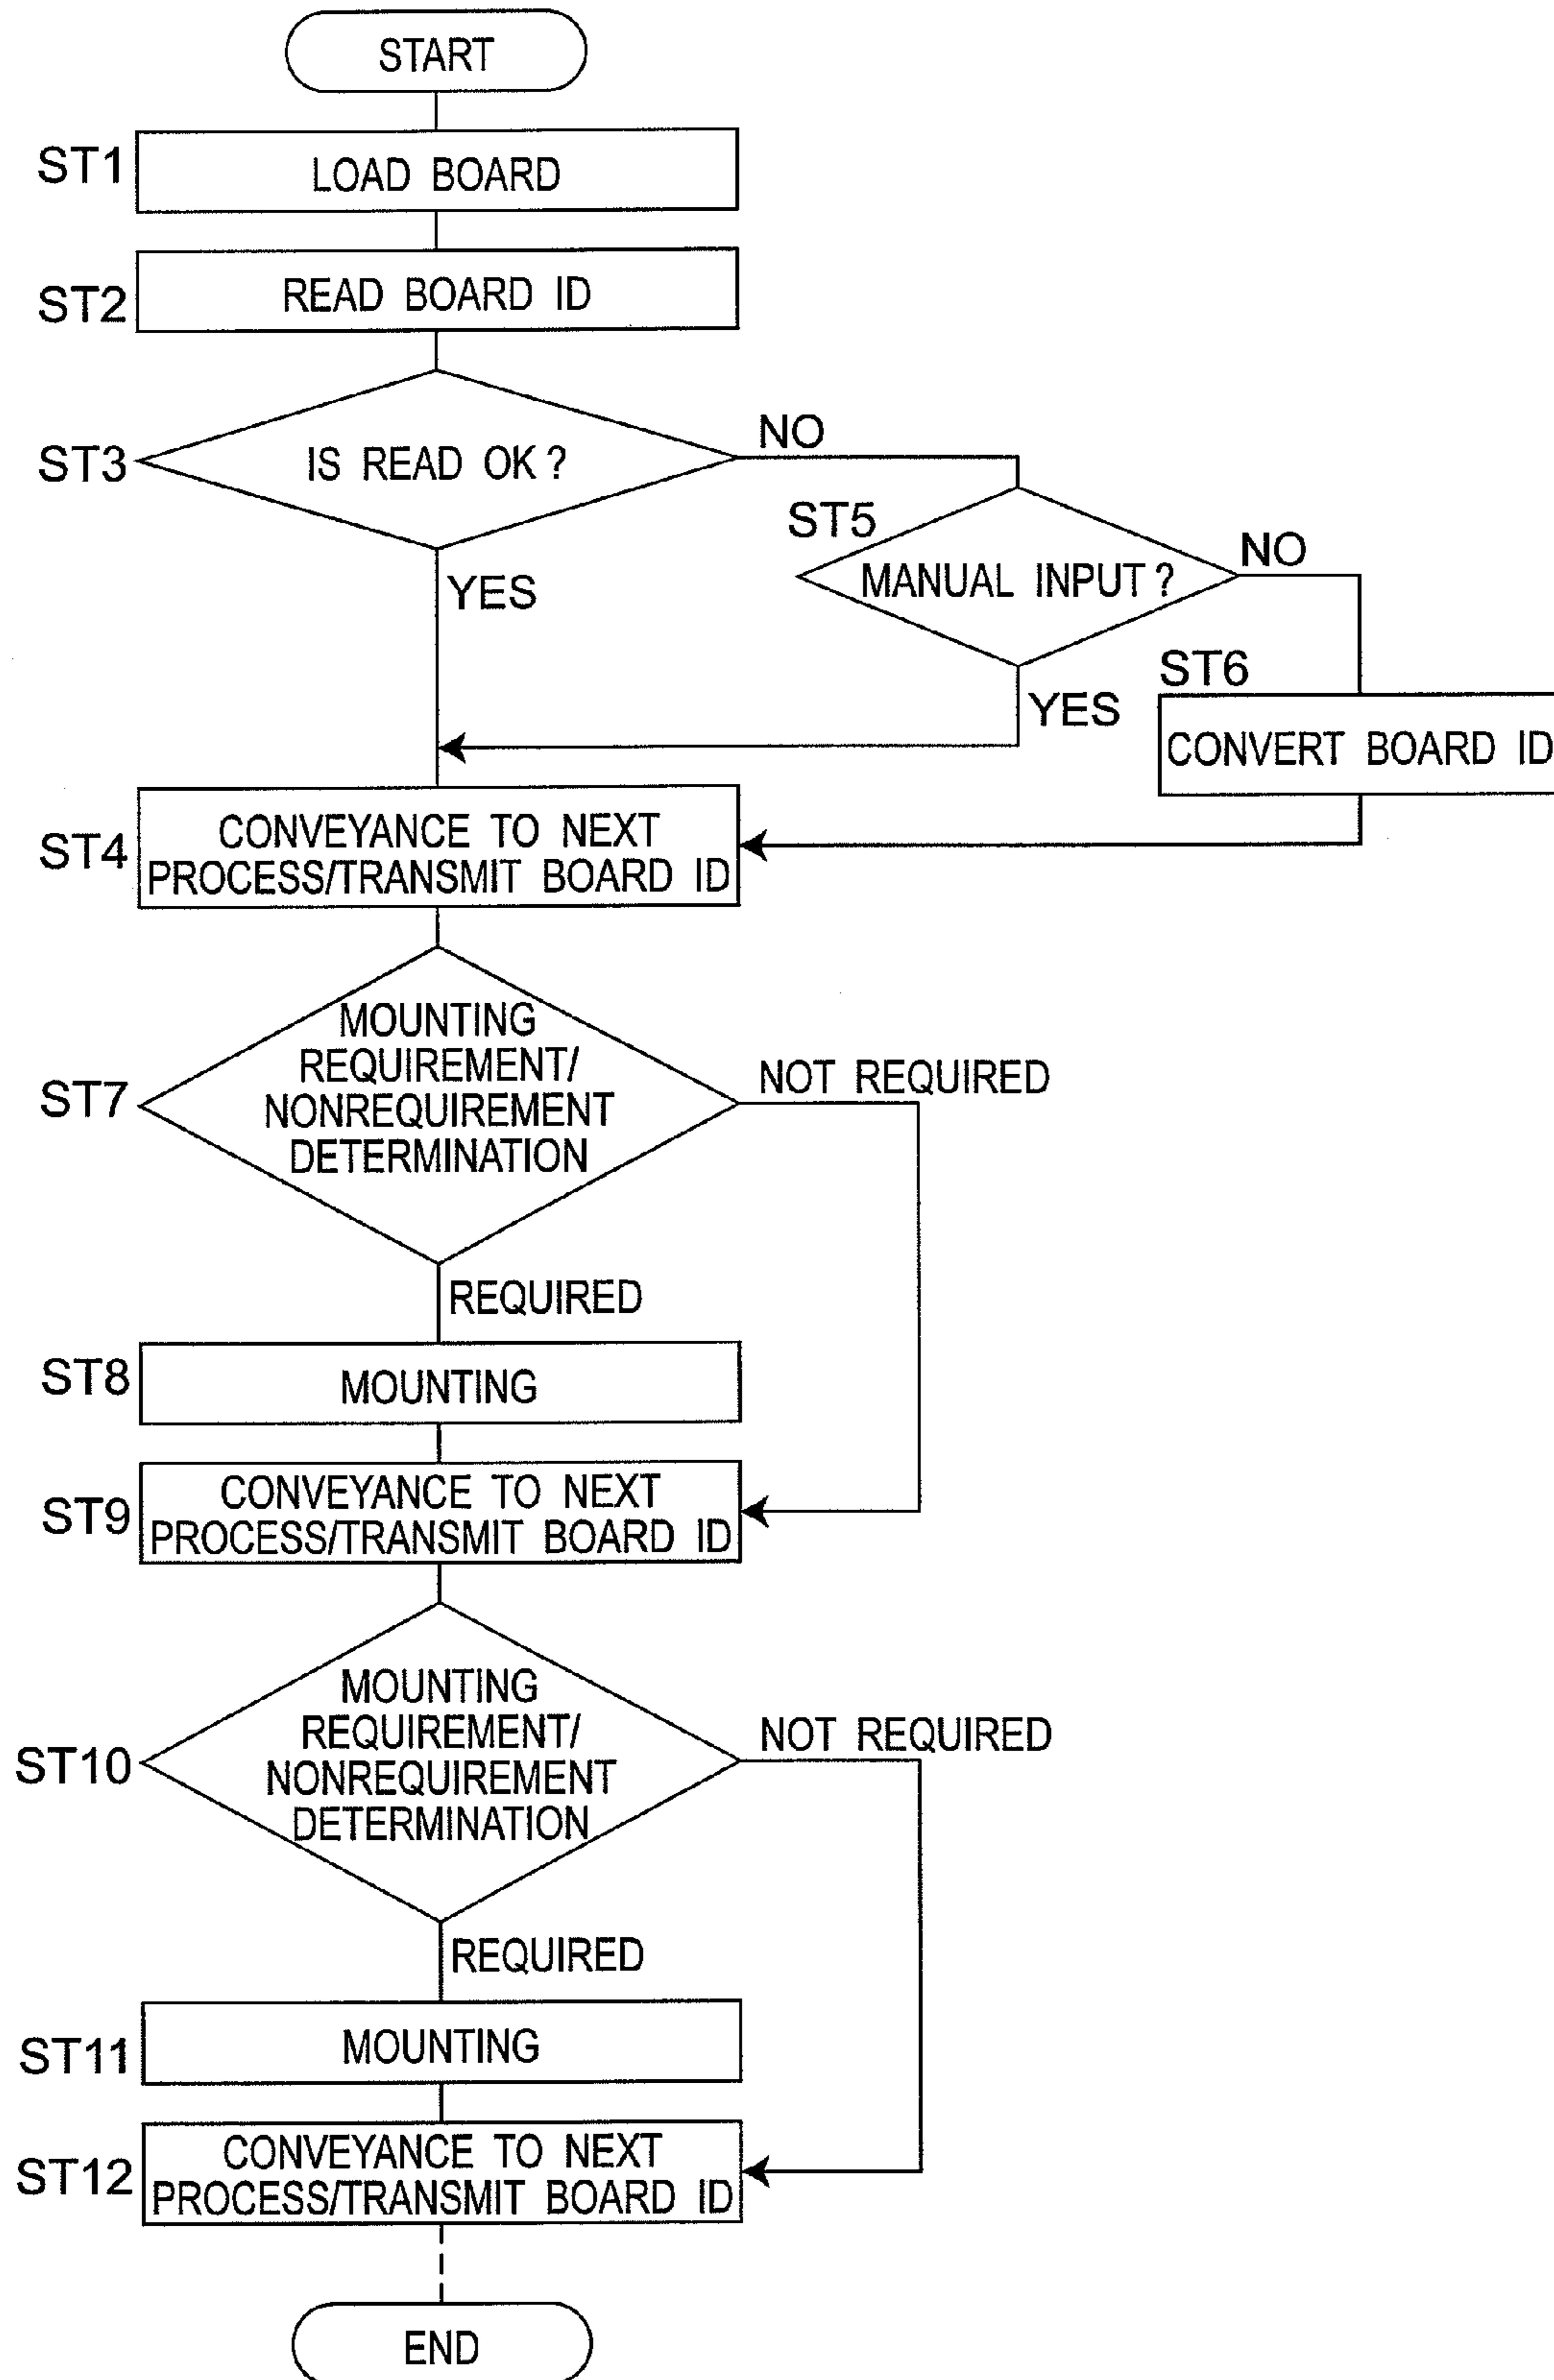 START
ST1
LOAD BOARD
ST2
READ BOARD ID
ST3
IS READ OK?
NO
YES
ST5
MANUAL INPUT?
NO
YES
ST6
CONVERT BOARD ID
ST4
CONVEYANCE TO NEXT
PROCESS/TRANSMIT BOARD ID
ST7
MOUNTING
REQUIREMENT/
NONREQUIREMENT
DETERMINATION
NOT REQUIRED
REQUIRED
ST8
MOUNTING
ST9
CONVEYANCE TO NEXT
PROCESS/TRANSMIT BOARD ID
ST10
MOUNTING
REQUIREMENT/
NONREQUIREMENT
DETERMINATION
NOT REQUIRED
REQUIRED
ST11
MOUNTING
ST12
CONVEYANCE TO NEXT
PROCESS/TRANSMIT BOARD ID
END